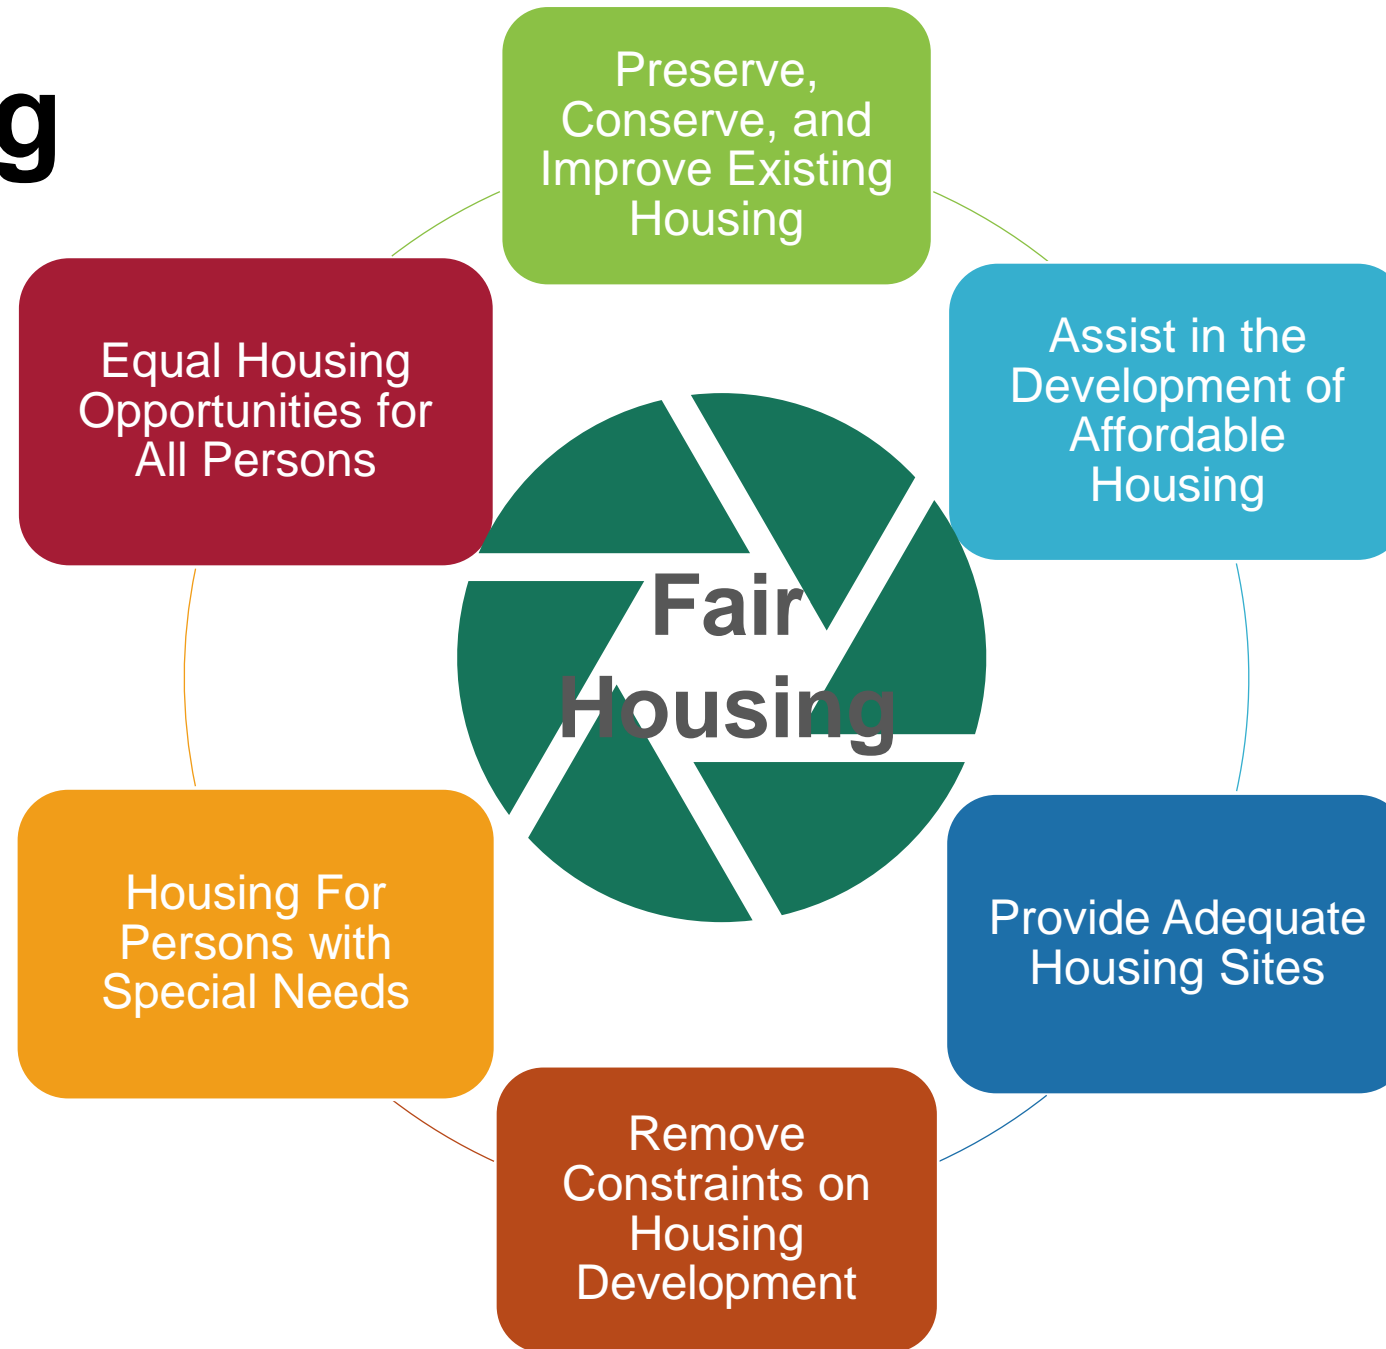 g
Preserve,
Conserve, and
Improve Existing
Housing
Assist in the
Development of
Affordable
Housing
Provide Adequate
Housing Sites
Remove
Constraints on
Housing
Development
Housing For
Persons with
Special Needs
Equal Housing
Opportunities for
All Persons
Fair
Housing